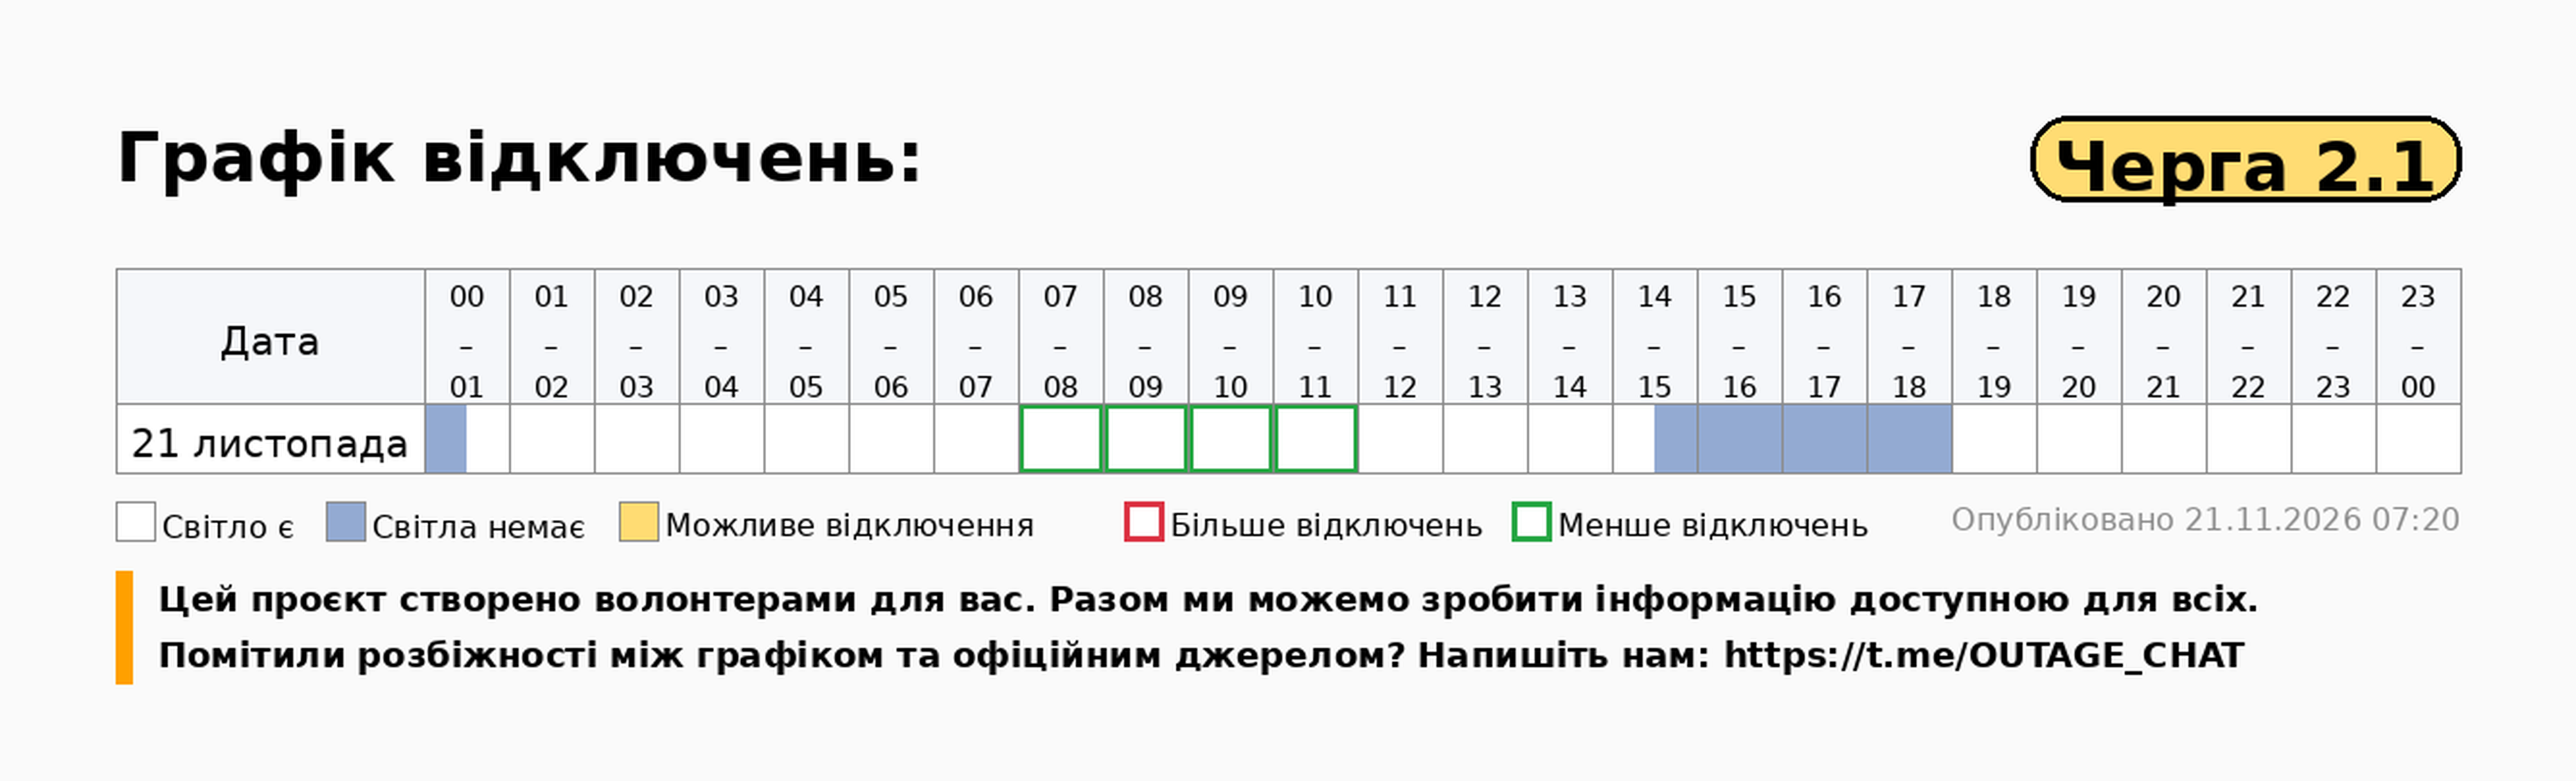 Графік відключень:
Черга 2.1
Дата
00 – 01
01 – 02
02 – 03
03 – 04
04 – 05
05 – 06
06 – 07
07 – 08
08 – 09
09 – 10
10 – 11
11 – 12
12 – 13
13 – 14
14 – 15
15 – 16
16 – 17
17 – 18
18 – 19
19 – 20
20 – 21
21 – 22
22 – 23
23 – 00
21 листопада
Світло є
Світла немає
Можливе відключення
Більше відключень
Менше відключень
Опубліковано 21.11.2026 07:20
Цей проєкт створено волонтерами для вас. Разом ми можемо зробити інформацію доступною для всіх.
Помітили розбіжності між графіком та офіційним джерелом? Напишіть нам: https://t.me/OUTAGE_CHAT